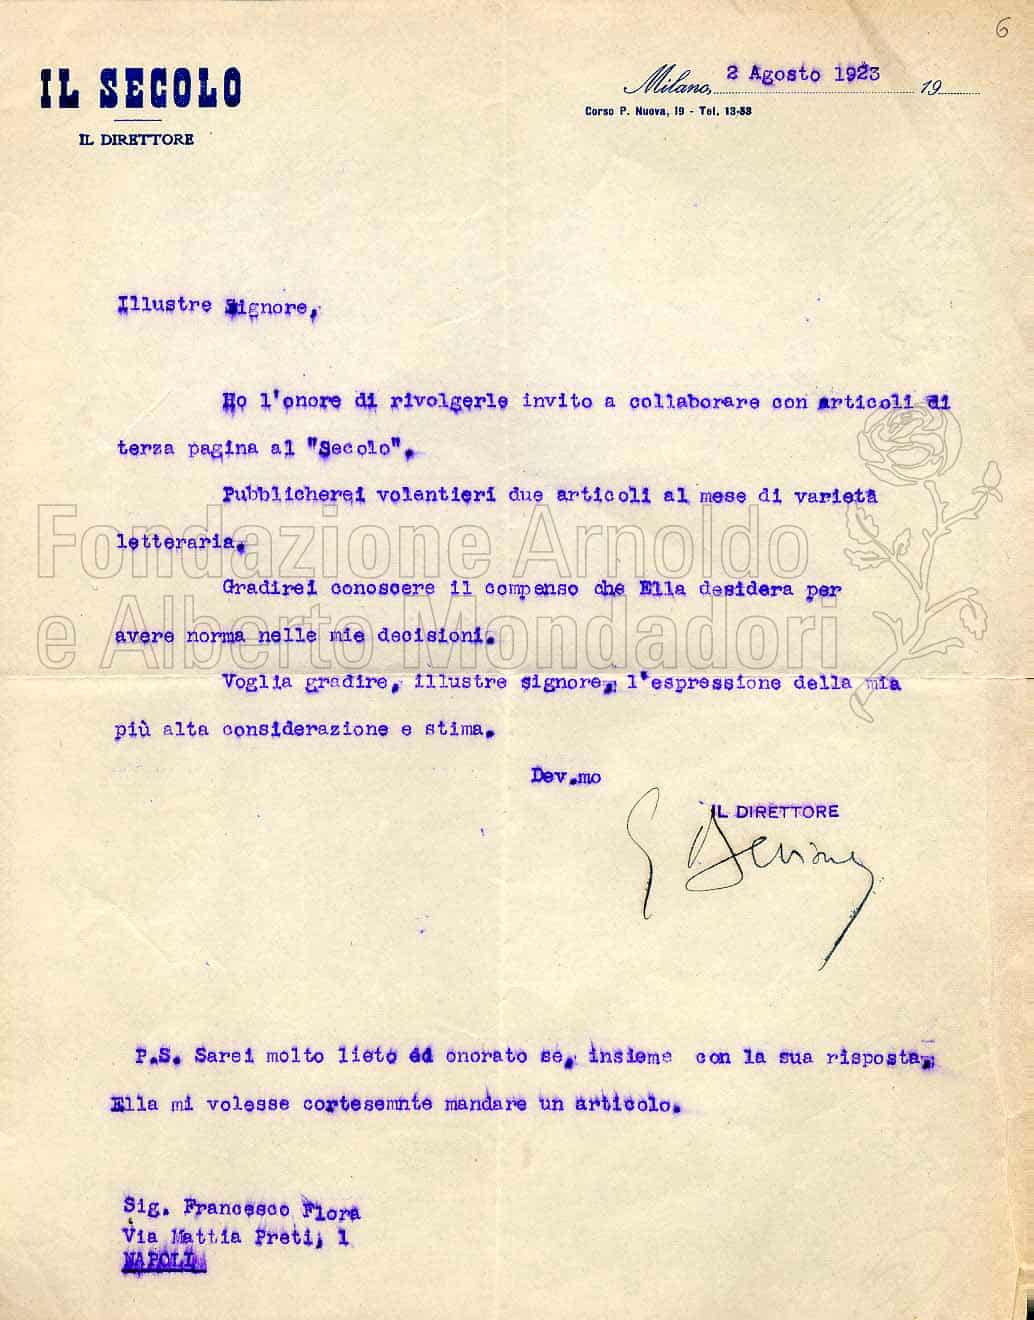 6
IL SECOLO
IL DIRETTORE
Milano, 2 Agosto 1923 19
Corso P. Nuova, 19 - Tel. 13-53
Illustre Signore,
Ho l'onore di rivolgerle invito a collaborare con articoli di
terza pagina al "Secolo".
Pubblicherei volentieri due articoli al mese di varietà
letteraria.
Gradirei conoscere il compenso che Ella desidera per
avere norma nelle mie decisioni.
Voglia gradire, illustre signore, l'espressione della mia
più alta considerazione e stima.
Dev.mo
IL DIRETTORE
P.S. Sarei molto lieto ed onorato se, insieme con la sua risposta,
Ella mi volesse cortesemnte mandare un articolo.
Sig. Francesco Flora
Via Mattia Preti, 1
NAPOLI
Fondazione Arnoldo
e Alberto Mondadori